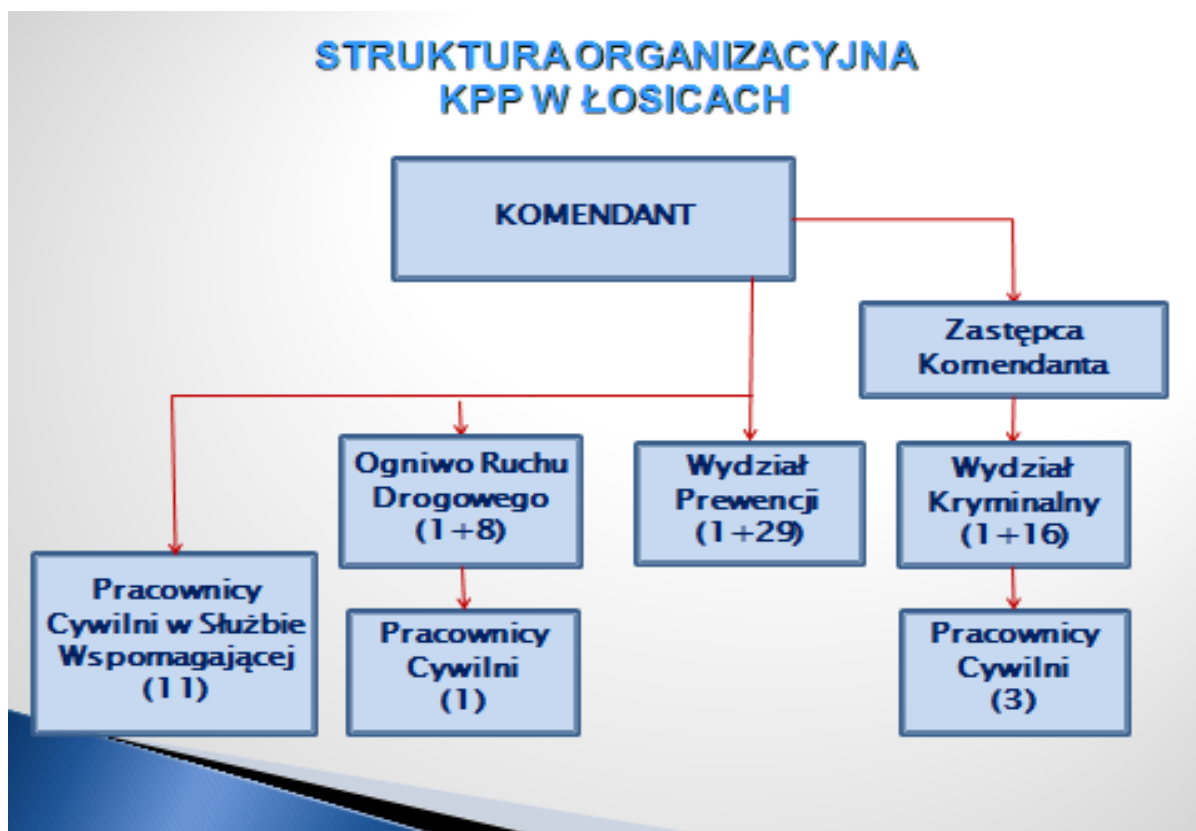 STRUKTURA ORGANIZACYJNA
KPP W ŁOSICACH
KOMENDANT
Zastępca
Komendanta
Ogniwo Ruchu
Drogowego
(1+8)
Wydział
Prewencji
(1+29)
Wydział
Kryminalny
(1+16)
Pracownicy
Cywilni w Służbie
Wspomagającej
(11)
Pracownicy
Cywilni
(1)
Pracownicy
Cywilni
(3)